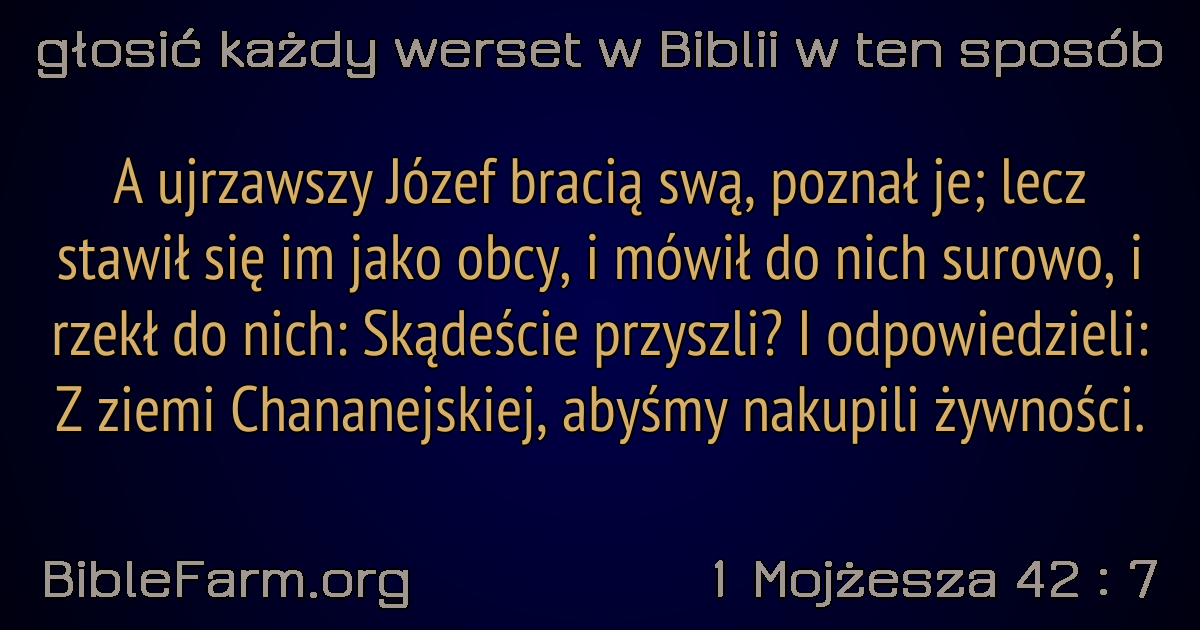 głosić każdy werset w Biblii w ten sposób
A ujrzawszy Józef bracią swą, poznał je; lecz
stawił się im jako obcy, i mówił do nich surowo, i
rzekł do nich: Skądeście przyszli? I odpowiedzieli:
Z ziemi Chananejskiej, abyśmy nakupili żywności.
BibleFarm.org
1 Mojżesza 42 : 7